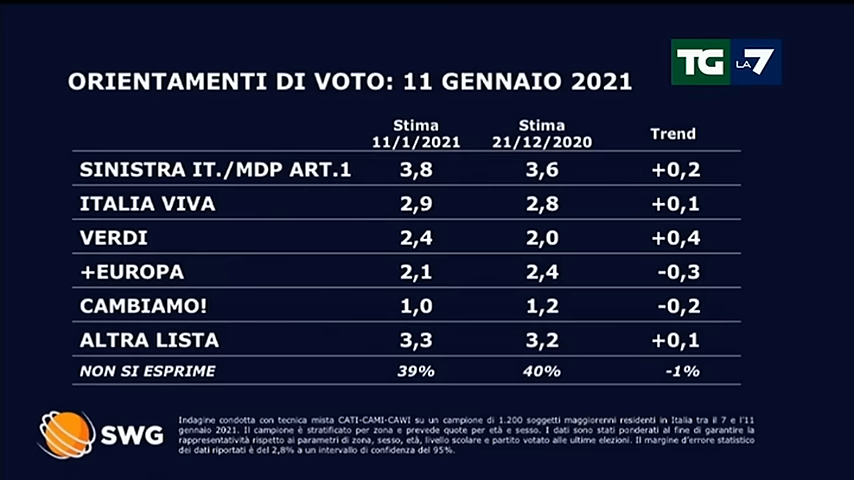 TG LA7
ORIENTAMENTI DI VOTO: 11 GENNAIO 2021
Stima 11/1/2021 Stima 21/12/2020 Trend
SINISTRA IT./MDP ART.1 3,8 3,6 +0,2
ITALIA VIVA 2,9 2,8 +0,1
VERDI 2,4 2,0 +0,4
+EUROPA 2,1 2,4 -0,3
CAMBIAMO! 1,0 1,2 -0,2
ALTRA LISTA 3,3 3,2 +0,1
NON SI ESPRIME 39% 40% -1%
SWG
Indagine condotta con tecnica mista CATI-CAMI-CAWI su un campione di 1.200 soggetti maggiorenni residenti in Italia tra il 7 e l'11
gennaio 2021. Il campione è stratificato per zona e prevede quote per età e sesso. I dati sono stati ponderati al fine di garantire la
rappresentatività rispetto ai parametri di zona, sesso, età, livello scolare e partito votato alle ultime elezioni. Il margine d'errore statistico
dei dati riportati è del 2,8% a un intervallo di confidenza del 95%.